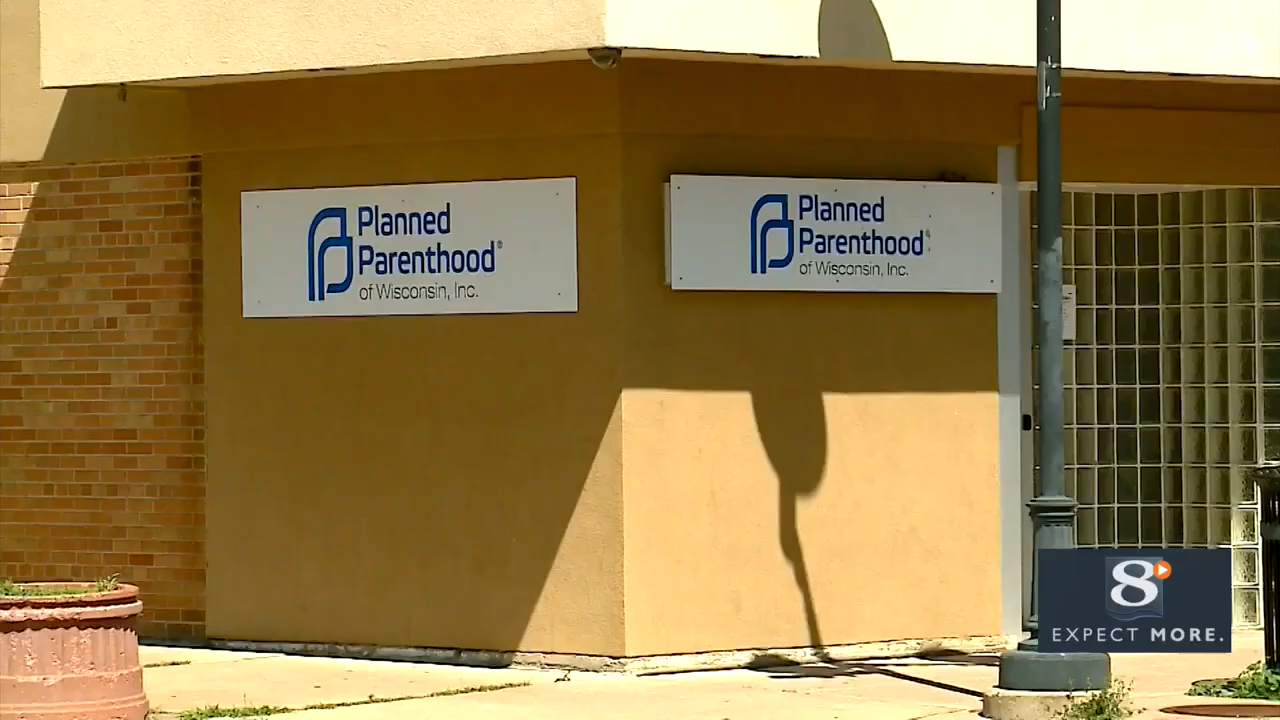 Planned
Parenthood®
of Wisconsin, Inc.
Planned
Parenthood®
of Wisconsin, Inc.
8
EXPECT MORE.